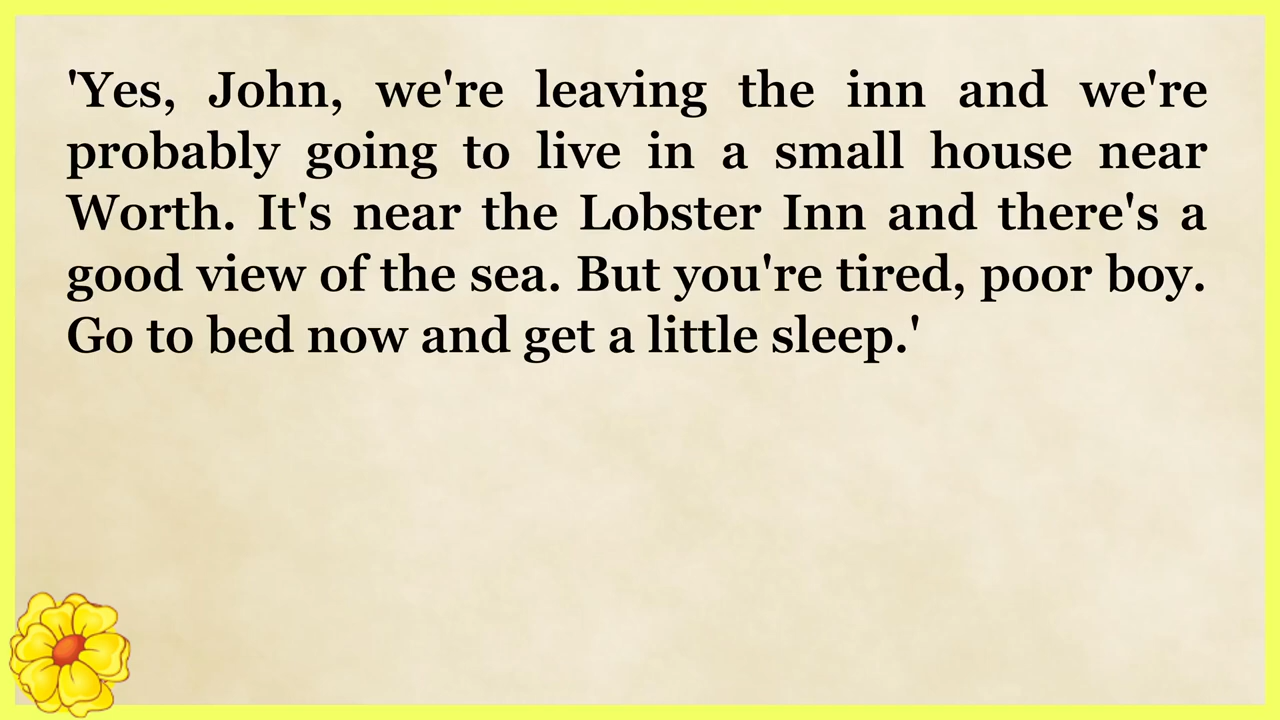 'Yes, John, we're leaving the inn and we're
probably going to live in a small house near
Worth. It's near the Lobster Inn and there's a
good view of the sea. But you're tired, poor boy.
Go to bed now and get a little sleep.'